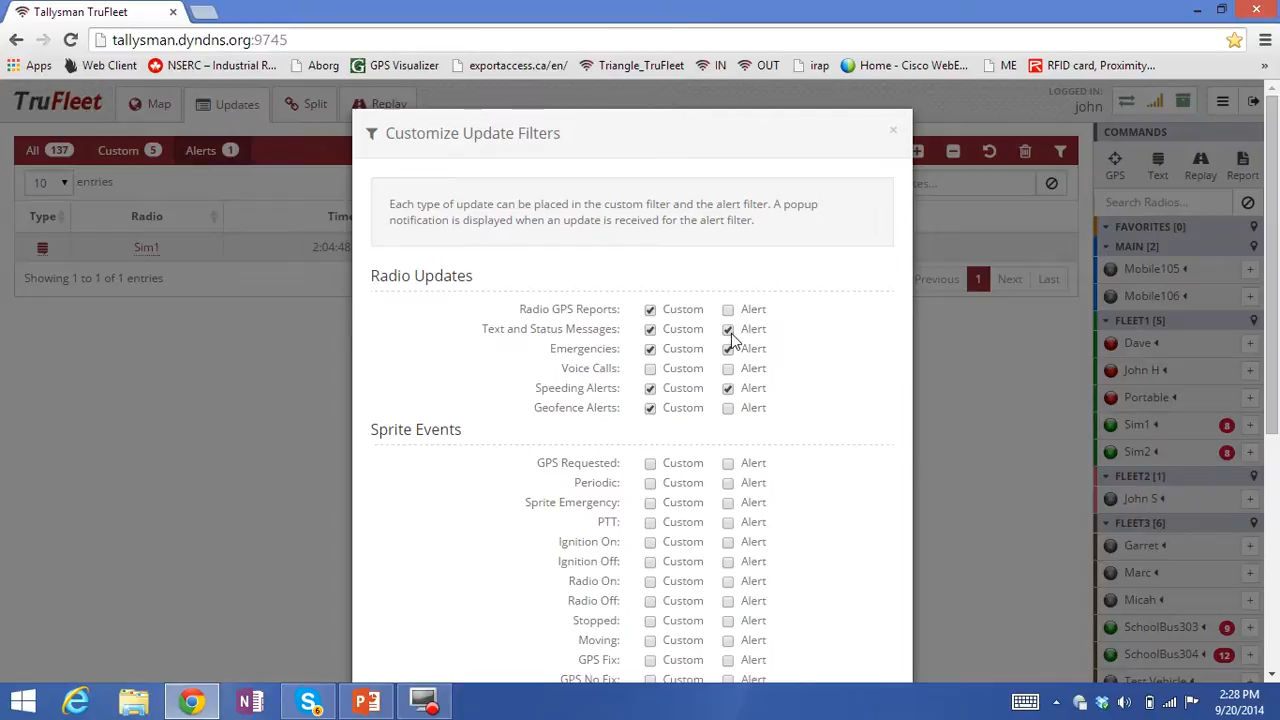 Tallysman TruFleet
tallysman.dyndns.org:9745
Apps Web Client NSERC – Industrial R... Aborg GPS Visualizer exportaccess.ca/en/ Triangle_TruFleet IN OUT irap Home - Cisco WebE... ME RFID card, Proximity... »
TruFleet Map Updates Split Replay LOGGED IN: john
All 137 Custom 5 Alerts 1
10 entries
Type Radio Time
Sim1 2:04:48
Showing 1 to 1 of 1 entries
Previous 1 Next Last
Customize Update Filters ×
Each type of update can be placed in the custom filter and the alert filter. A popup
notification is displayed when an update is received for the alert filter.
Radio Updates
Radio GPS Reports: Custom Alert
Text and Status Messages: Custom Alert
Emergencies: Custom Alert
Voice Calls: Custom Alert
Speeding Alerts: Custom Alert
Geofence Alerts: Custom Alert
Sprite Events
GPS Requested: Custom Alert
Periodic: Custom Alert
Sprite Emergency: Custom Alert
PTT: Custom Alert
Ignition On: Custom Alert
Ignition Off: Custom Alert
Radio On: Custom Alert
Radio Off: Custom Alert
Stopped: Custom Alert
Moving: Custom Alert
GPS Fix: Custom Alert
GPS No Fix: Custom Alert
COMMANDS
GPS Text Replay Report
Search Radios...
FAVORITES [0]
MAIN [2]
Mobile105
Mobile106
FLEET1 [5]
Dave
John H
Portable
Sim1 8
Sim2 8
FLEET2 [1]
John S
FLEET3 [6]
Garret
Marc
Micah
SchoolBus303 9
SchoolBus304 12
Test Vehicle
2:28 PM
9/20/2014